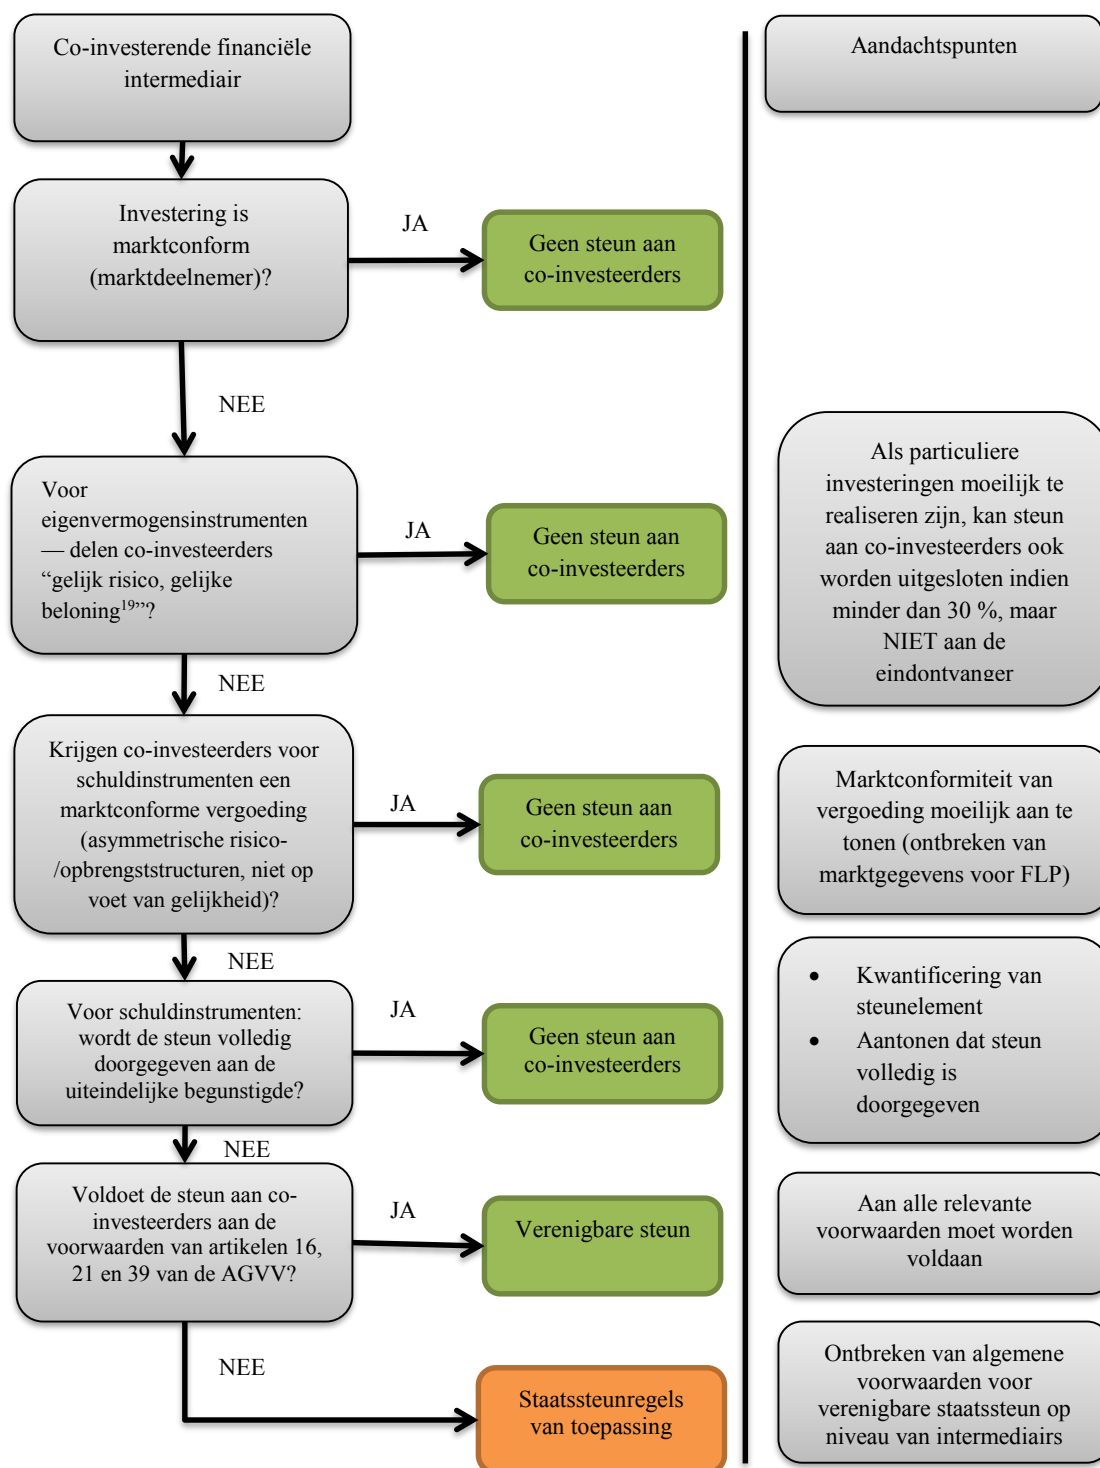 Co-investerende financiële
intermediair
Aandachtspunten
Investering is
marktconform
(marktdeelnemer)?
JA
Geen steun aan
co-investeerders
NEE
Voor
eigenvermogensinstrumenten
— delen co-investeerders
“gelijk risico, gelijke
beloning¹⁹”?
JA
Geen steun aan
co-investeerders
Als particuliere
investeringen moeilijk te
realiseren zijn, kan steun
aan co-investeerders ook
worden uitgesloten indien
minder dan 30 %, maar
NIET aan de
eindontvanger
NEE
Krijgen co-investeerders voor
schuldinstrumenten een
marktconforme vergoeding
(asymmetrische risico-
/opbrengststructuren, niet op
voet van gelijkheid)?
JA
Geen steun aan
co-investeerders
Marktconformiteit van
vergoeding moeilijk aan te
tonen (ontbreken van
marktgegevens voor FLP)
NEE
Voor schuldinstrumenten:
wordt de steun volledig
doorgegeven aan de
uiteindelijke begunstigde?
JA
Geen steun aan
co-investeerders
• Kwantificering van
steunelement
• Aantonen dat steun
volledig is
doorgegeven
NEE
Voldoet de steun aan co-
investeerders aan de
voorwaarden van artikelen 16,
21 en 39 van de AGVV?
JA
Verenigbare steun
Aan alle relevante
voorwaarden moet worden
voldaan
NEE
Staatssteunregels
van toepassing
Ontbreken van algemene
voorwaarden voor
verenigbare staatssteun op
niveau van intermediairs